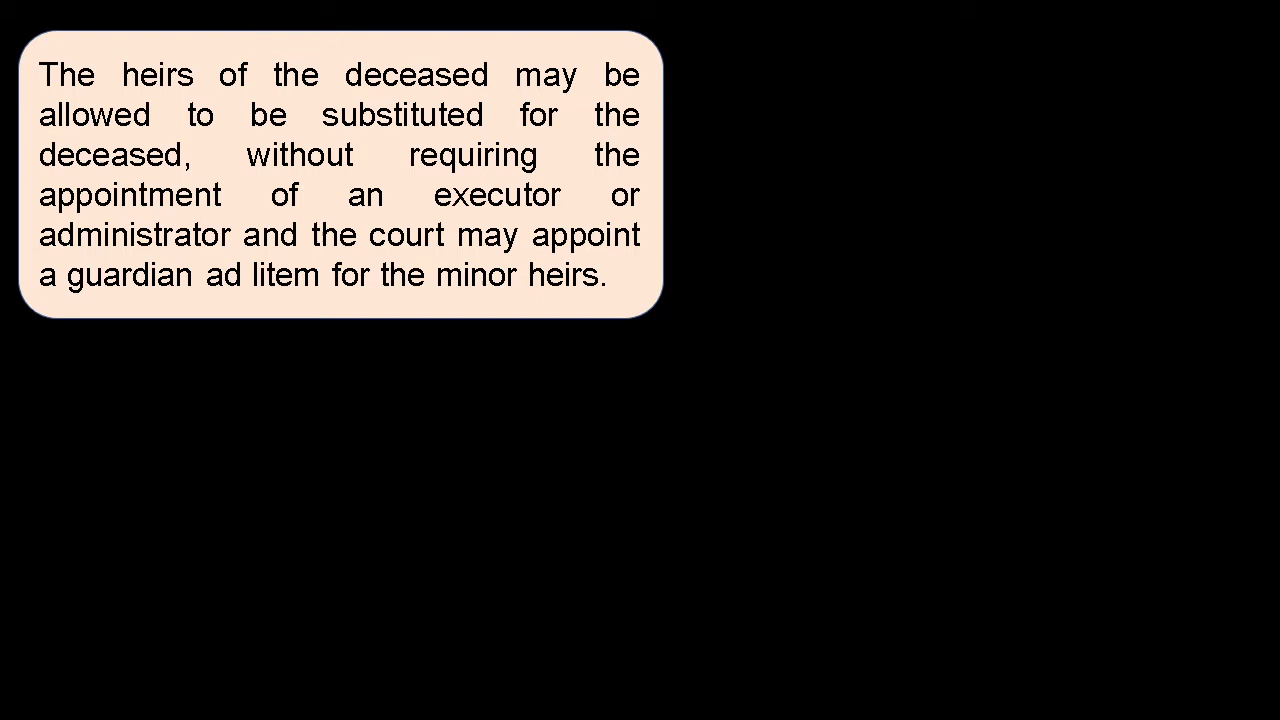 The heirs of the deceased may be
allowed to be substituted for the
deceased, without requiring the
appointment of an executor or
administrator and the court may appoint
a guardian ad litem for the minor heirs.